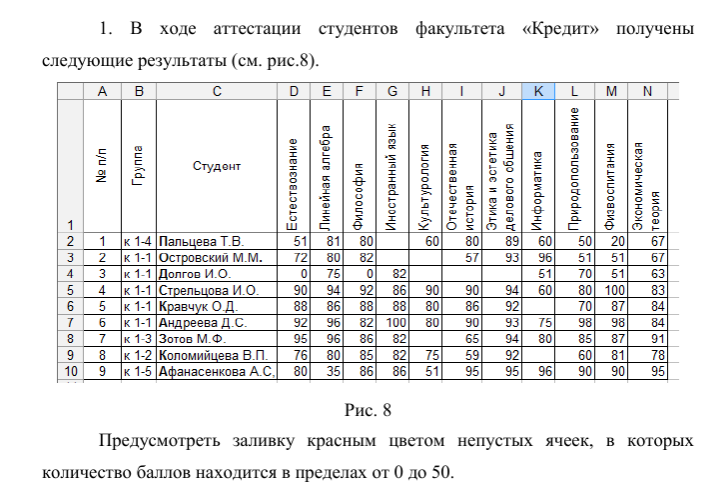 1. В ходе аттестации студентов факультета «Кредит» получены
следующие результаты (см. рис.8).
A B C D E F G H I J K L M N
1 № п/п Группа Студент Естествознание Линейная алгебра Философия Иностранный язык Культурология Отечественная история Этика и эстетика делового общения Информатика Природопользование Физвоспитания Экономическая теория
2 1 к 1-4 Пальцева Т.В. 51 81 80 60 80 89 60 50 20 67
3 2 к 1-1 Островский М.М. 72 80 82 57 93 96 51 51 67
4 3 к 1-1 Долгов И.О. 0 75 0 82 51 70 51 63
5 4 к 1-1 Стрельцова И.О. 90 94 92 86 90 90 94 60 80 100 83
6 5 к 1-1 Кравчук О.Д. 88 86 88 88 80 86 92 70 87 84
7 6 к 1-1 Андреева Д.С. 92 96 82 100 80 90 93 75 98 98 84
8 7 к 1-3 Зотов М.Ф. 95 96 86 82 65 94 80 85 87 91
9 8 к 1-2 Коломийцева В.П. 76 80 85 82 75 59 92 60 81 78
10 9 к 1-5 Афанасенкова А.С, 80 35 86 86 51 95 95 96 90 90 95
Рис. 8
Предусмотреть заливку красным цветом непустых ячеек, в которых
количество баллов находится в пределах от 0 до 50.